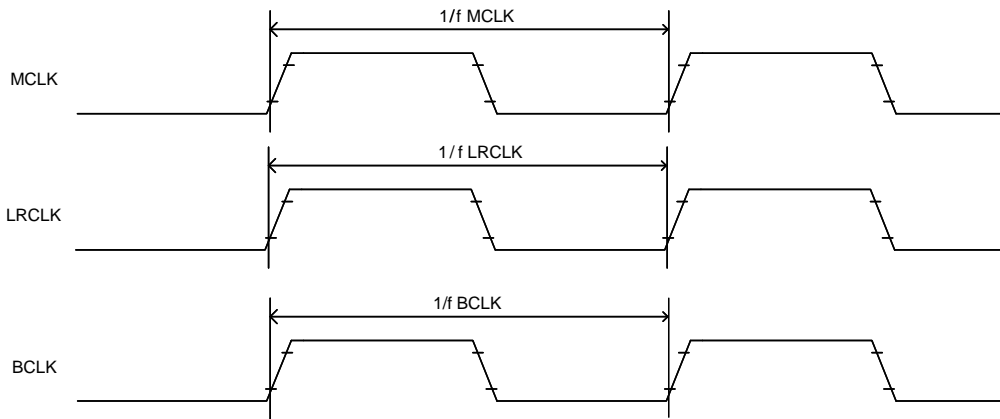 1/f MCLK
MCLK
1/f LRCLK
LRCLK
1/f BCLK
BCLK